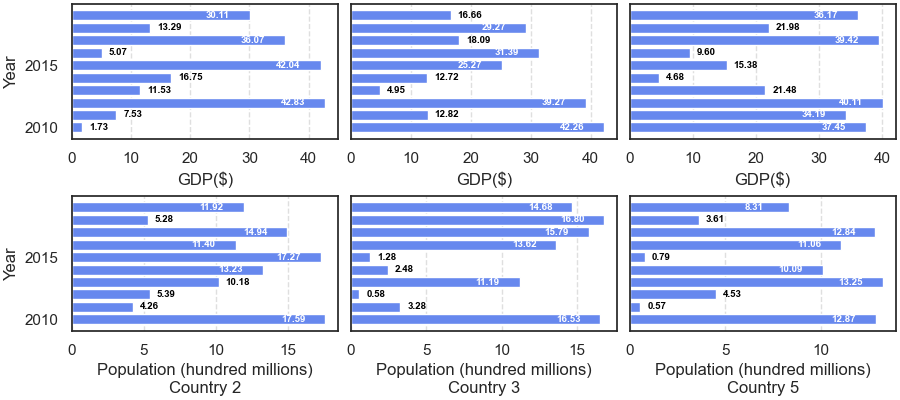 30.11 16.66 36.17
13.29 29.27 21.98
36.07 18.09 39.42
5.07 31.39 9.60
2015 42.04 25.27 15.38
16.75 12.72 4.68
11.53 4.95 21.48
42.83 39.27 40.11
7.53 12.82 34.19
2010 1.73 42.26 37.45
Year
0 10 20 30 40 0 10 20 30 40 0 10 20 30 40
GDP($) GDP($) GDP($)
11.92 14.68 8.31
5.28 16.80 3.61
14.94 15.79 12.84
11.40 13.62 11.06
2015 17.27 1.28 0.79
13.23 2.48 10.09
10.18 11.19 13.25
5.39 0.58 4.53
4.26 3.28 0.57
2010 17.59 16.53 12.87
Year
0 5 10 15 0 5 10 15 0 5 10
Population (hundred millions) Population (hundred millions) Population (hundred millions)
Country 2 Country 3 Country 5